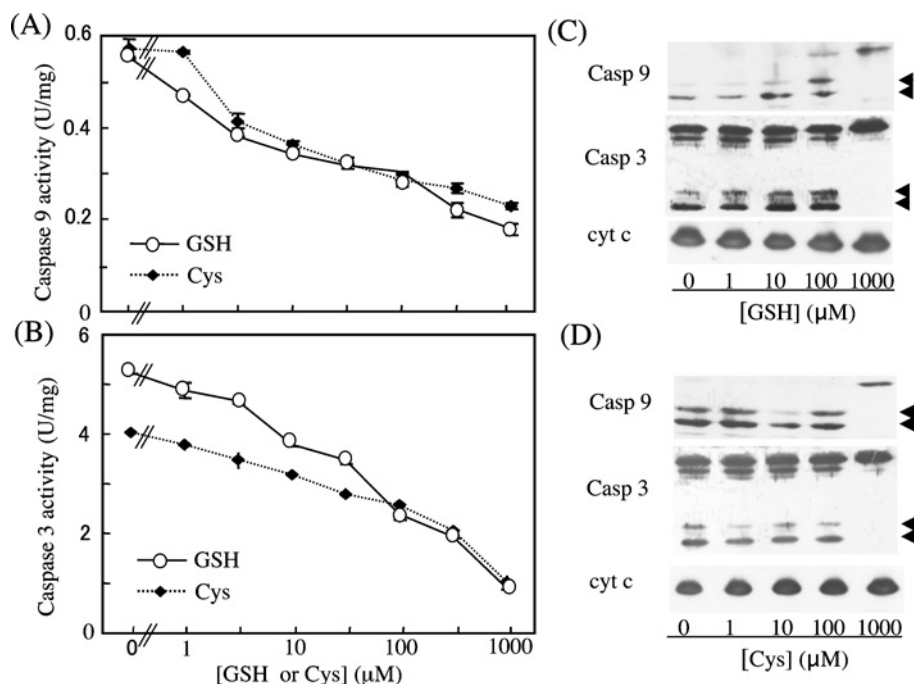 (A)
0.6
0.4
0.2
0
Caspase 9 activity (U/mg)
GSH
Cys
(B)
6
4
2
0
Caspase 3 activity (U/mg)
GSH
Cys
0 1 10 100 1000
[GSH or Cys] (µM)
(C)
Casp 9
Casp 3
cyt c
0 1 10 100 1000
[GSH] (µM)
(D)
Casp 9
Casp 3
cyt c
0 1 10 100 1000
[Cys] (µM)